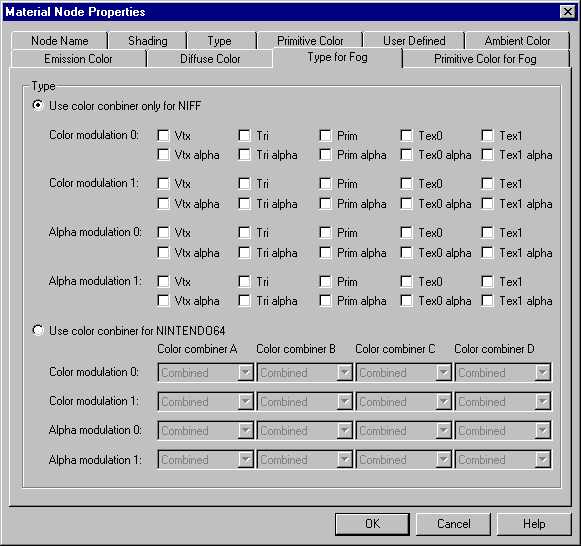 Material Node Properties
Node Name Shading Type Primitive Color User Defined Ambient Color
Emission Color Diffuse Color Type for Fog Primitive Color for Fog
Type
Use color conbiner only for NIFF
Color modulation 0: Vtx Tri Prim Tex0 Tex1
Vtx alpha Tri alpha Prim alpha Tex0 alpha Tex1 alpha
Color modulation 1: Vtx Tri Prim Tex0 Tex1
Vtx alpha Tri alpha Prim alpha Tex0 alpha Tex1 alpha
Alpha modulation 0: Vtx Tri Prim Tex0 Tex1
Vtx alpha Tri alpha Prim alpha Tex0 alpha Tex1 alpha
Alpha modulation 1: Vtx Tri Prim Tex0 Tex1
Vtx alpha Tri alpha Prim alpha Tex0 alpha Tex1 alpha
Use color conbiner for NINTENDO64
Color combiner A Color combiner B Color combiner C Color combiner D
Color modulation 0: Combined Combined Combined Combined
Color modulation 1: Combined Combined Combined Combined
Alpha modulation 0: Combined Combined Combined Combined
Alpha modulation 1: Combined Combined Combined Combined
OK Cancel Help